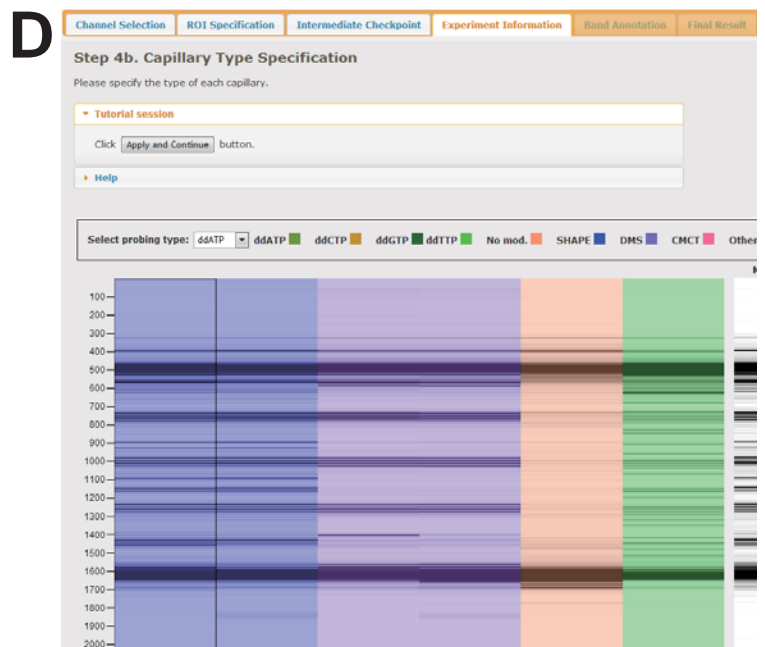 D
Channel Selection ROI Specification Intermediate Checkpoint Experiment Information Band Annotation Final Result
Step 4b. Capillary Type Specification
Please specify the type of each capillary.
Tutorial session
Click Apply and Continue button.
Help
Select probing type: ddATP ddATP ddCTP ddGTP ddTTP No mod. SHAPE DMS CMCT Other
100
200
300
400
500
600
700
800
900
1000
1100
1200
1300
1400
1500
1600
1700
1800
1900
2000